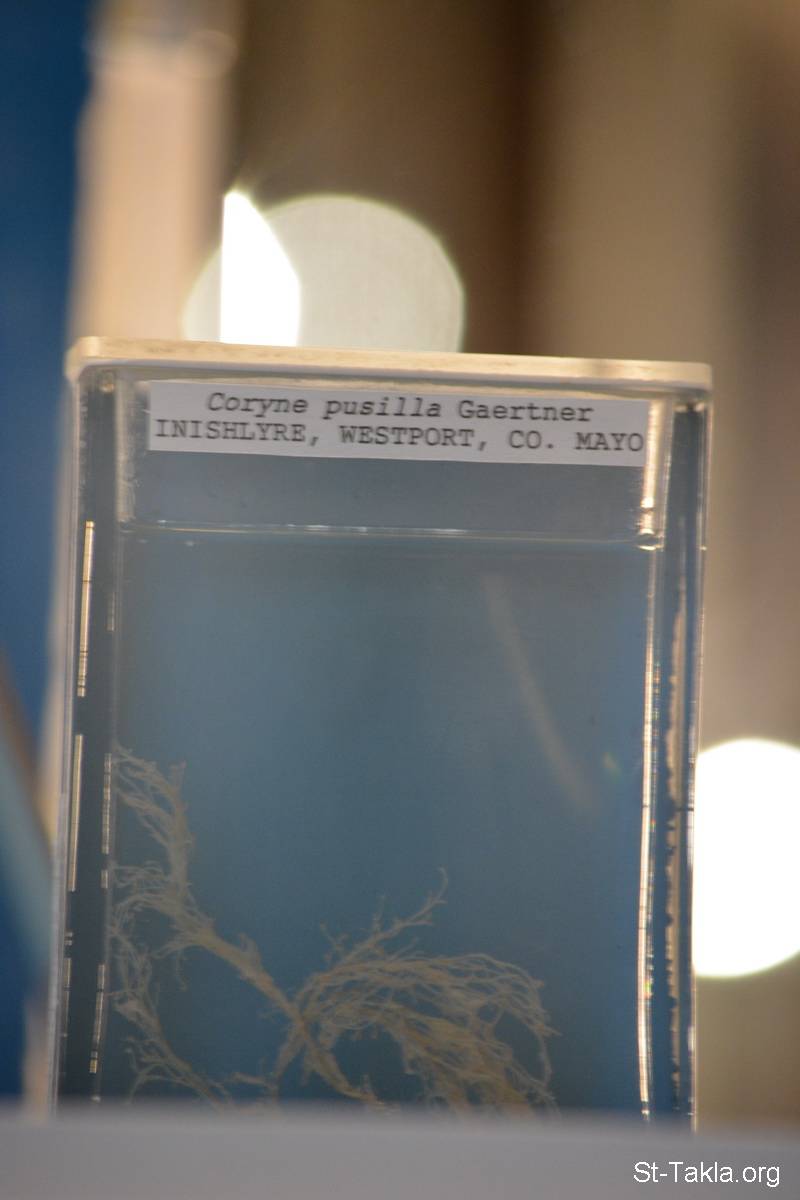 Coryne pusilla Gaertner
INISHLYRE, WESTPORT, CO. MAYO
St-Takla.org